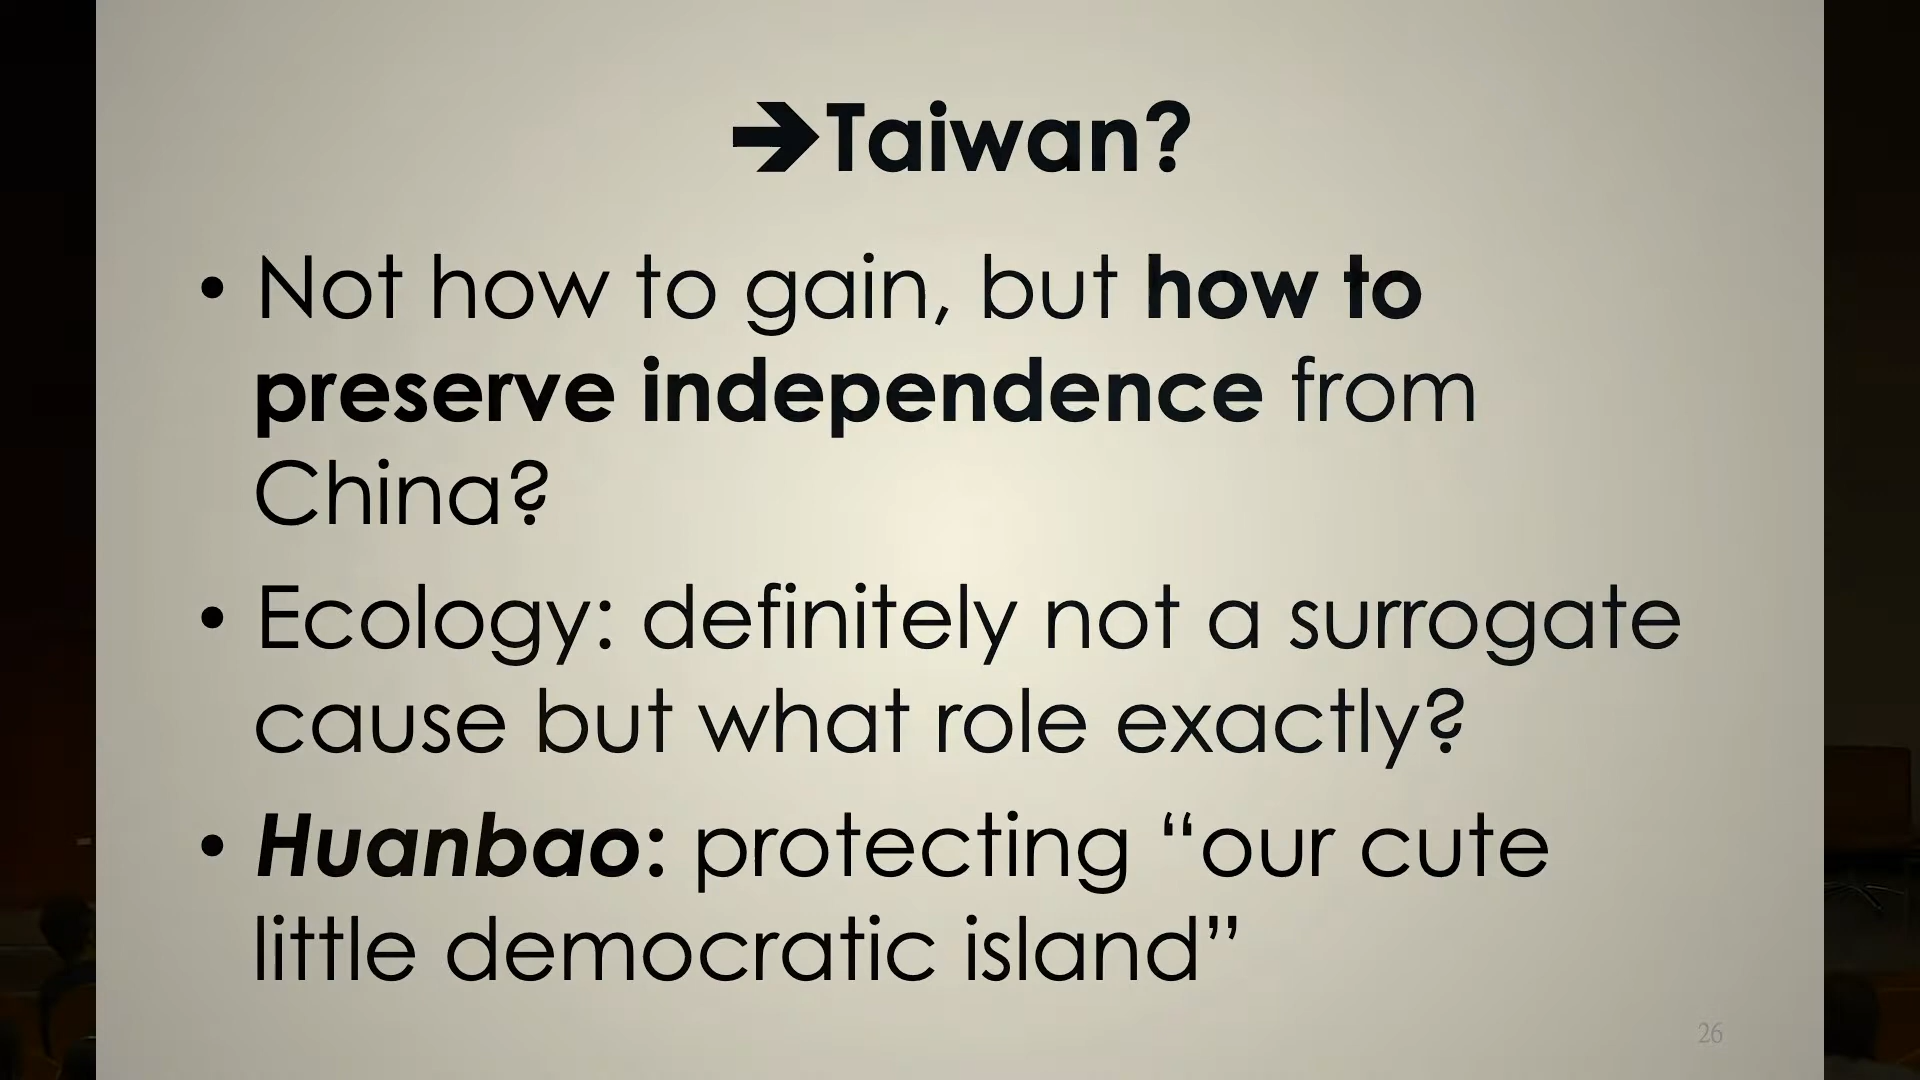 ➔Taiwan?
• Not how to gain, but how to
preserve independence from
China?
• Ecology: definitely not a surrogate
cause but what role exactly?
• Huanbao: protecting “our cute
little democratic island”
26